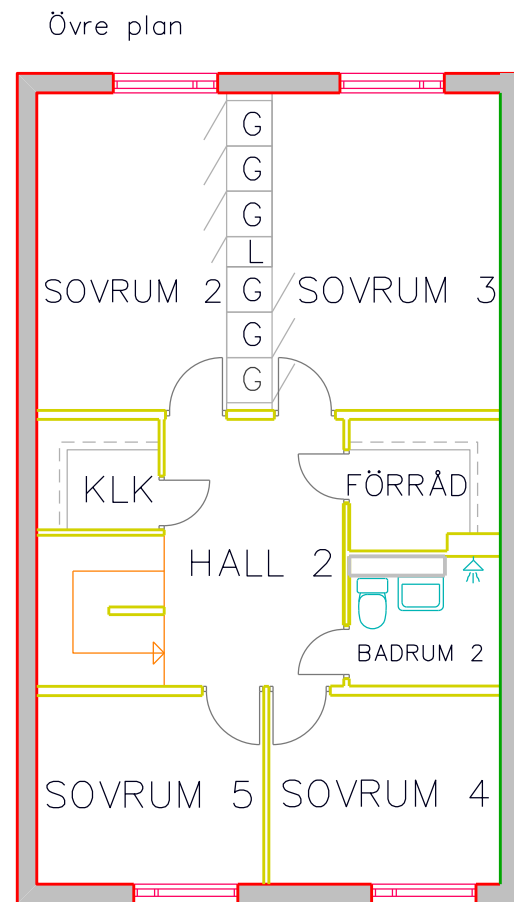 Övre plan
G
G
G
L
SOVRUM 2
G
SOVRUM 3
G
G
KLK
FÖRRÅD
HALL 2
BADRUM 2
SOVRUM 5
SOVRUM 4